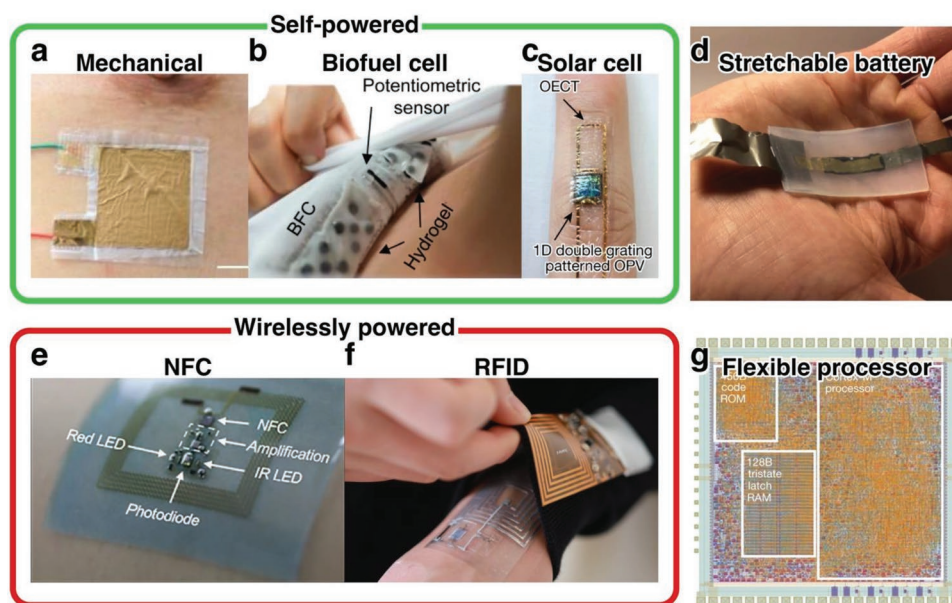 Self-powered
a
Mechanical
b
Biofuel cell
Potentiometric
sensor
BFC
Hydrogel
c
Solar cell
OECT
1D double grating
patterned OPV
d
Stretchable battery
Wirelessly powered
e
NFC
NFC
Red LED
Amplification
IR LED
Photodiode
f
RFID
g
Flexible processor
code
ROM
processor
128B
tristate
latch
RAM